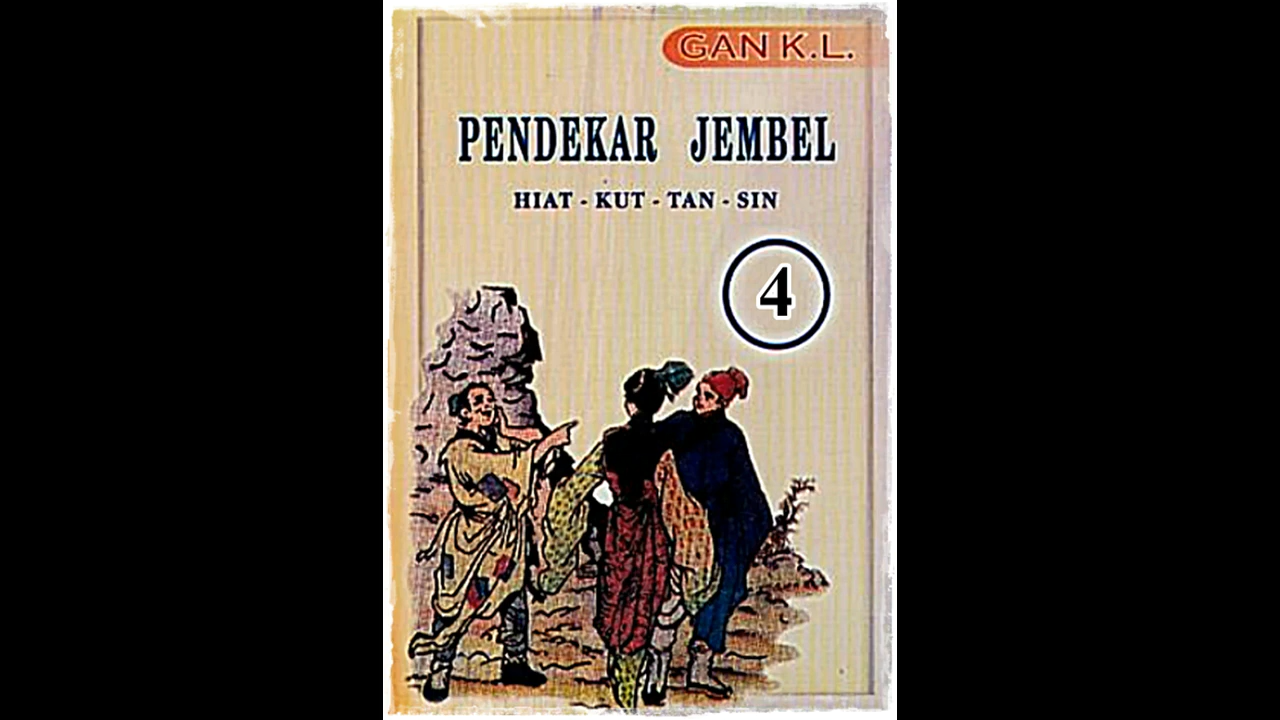 GAN K.L.
PENDEKAR JEMBEL
HIAT - KUT - TAN - SIN
4